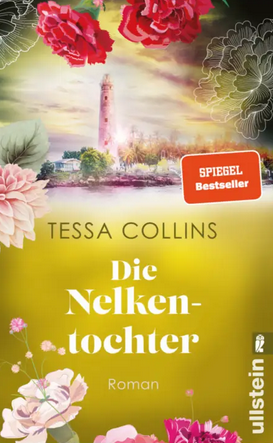 SPIEGEL
Bestseller
TESSA COLLINS
Die
Nelken-
tochter
Roman
ullstein